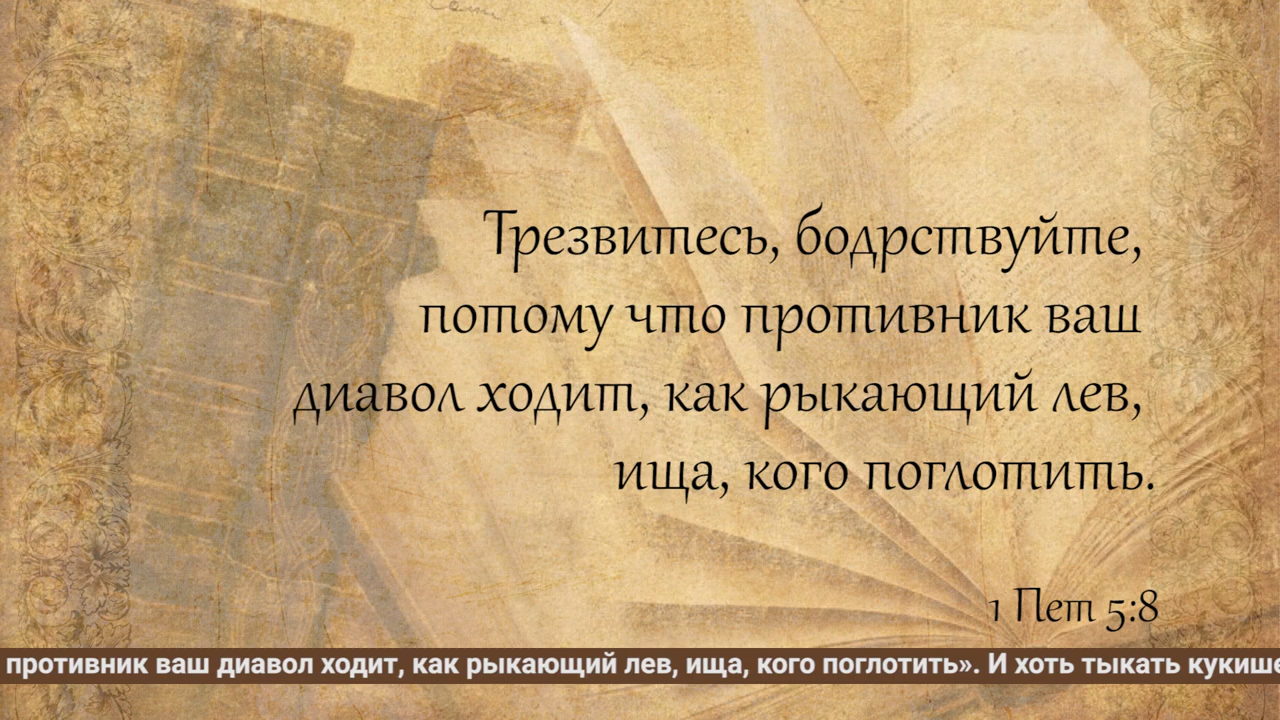 Трезвитесь, бодрствуйте,
потому что противник ваш
диавол ходит, как рыкающий лев,
ища, кого поглотить.
1 Пет 5:8
противник ваш диавол ходит, как рыкающий лев, ища, кого поглотить». И хоть тыкать кукише